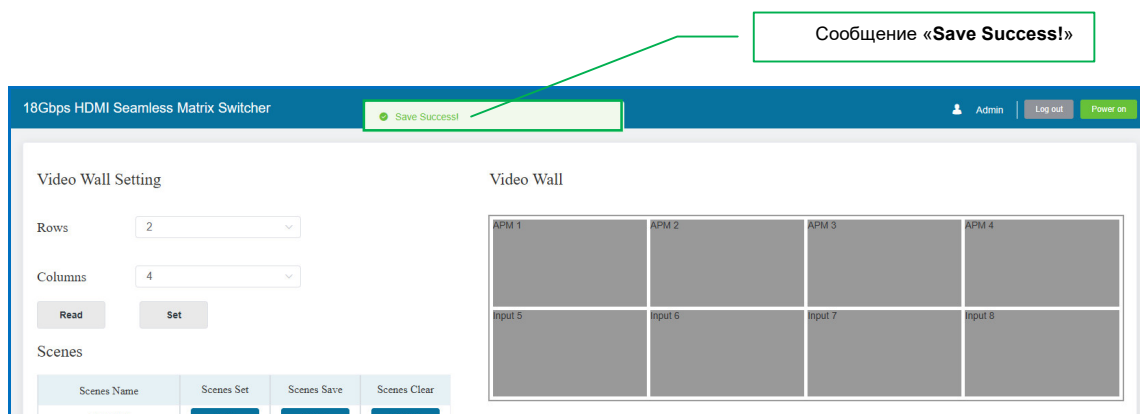 Сообщение «Save Success!»
18Gbps HDMI Seamless Matrix Switcher
Save Success!
Admin
Log out
Power on
Video Wall Setting
Video Wall
Rows
2
Columns
4
Read
Set
APM 1
APM 2
APM 3
APM 4
Input 5
Input 6
Input 7
Input 8
Scenes
Scenes Name
Scenes Set
Scenes Save
Scenes Clear